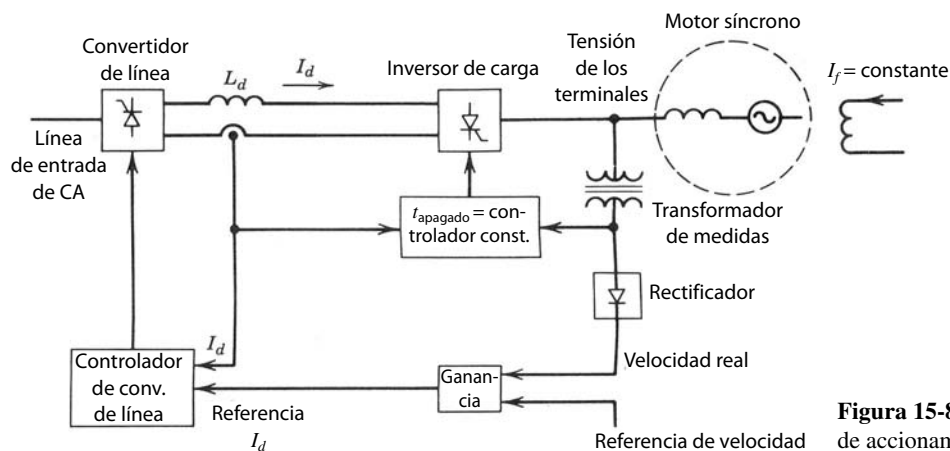 Convertidor
de línea
L_d
I_d
Inversor de carga
Tensión
de los
terminales
Motor síncrono
I_f = constante
Línea
de entrada
de CA
t_apagado = con-
trolador const.
Transformador
de medidas
Rectificador
I_d
Controlador
de conv.
de línea
Referencia
I_d
Ganan-
cia
Velocidad real
Referencia de velocidad
Figura 15-8
de accionan